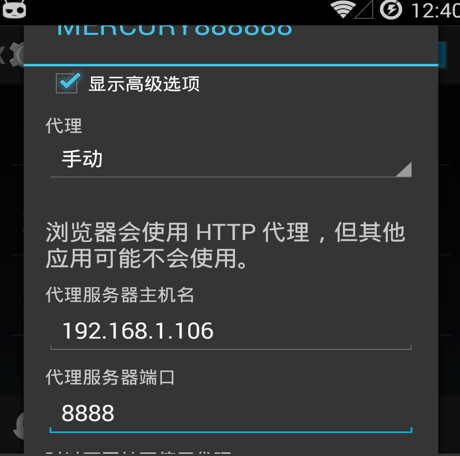 12:40
MERCURY888888
显示高级选项
代理
手动
浏览器会使用 HTTP 代理，但其他
应用可能不会使用。
代理服务器主机名
192.168.1.106
代理服务器端口
8888